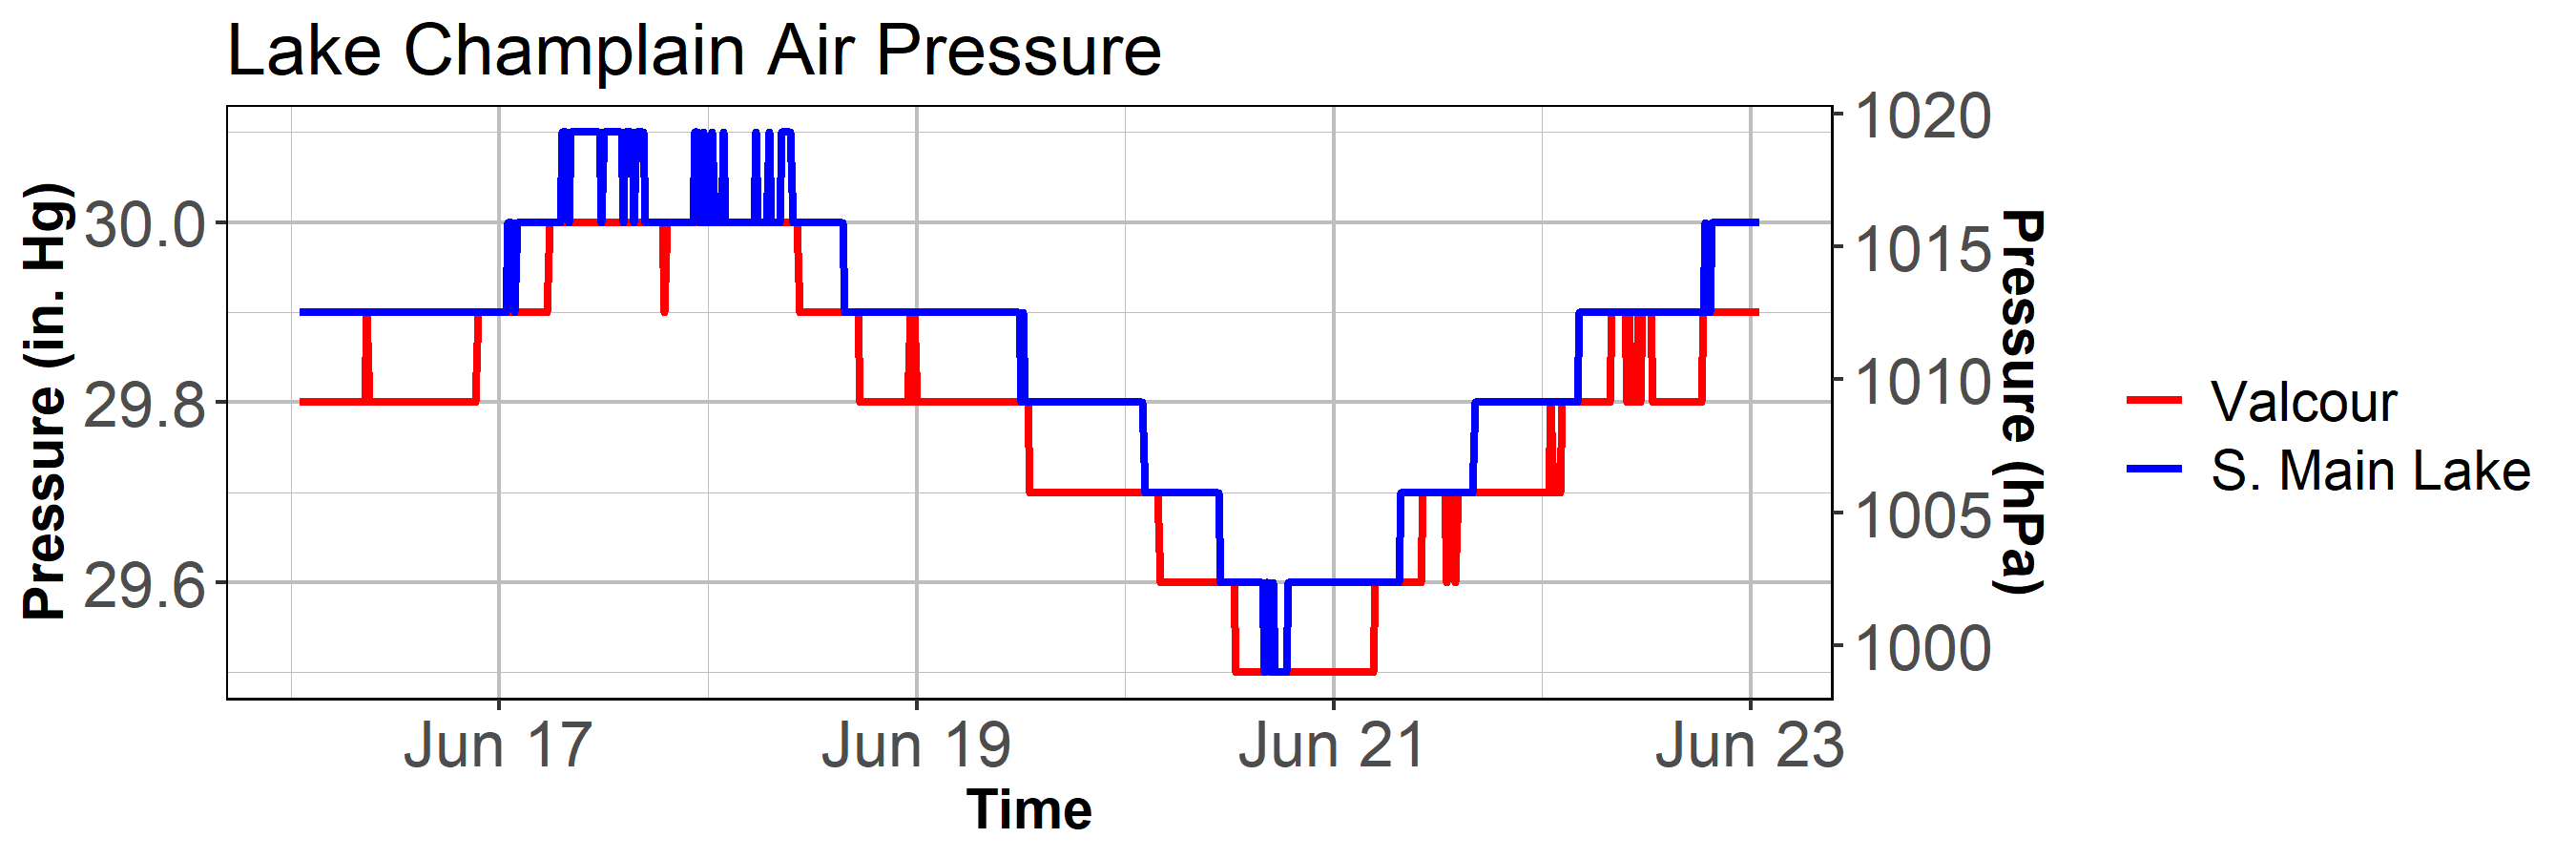 Lake Champlain Air Pressure
Pressure (in. Hg)
30.0
29.8
29.6
1020
1015
1010
1005
1000
Pressure (hPa)
Jun 17
Jun 19
Jun 21
Jun 23
Time
Valcour
S. Main Lake